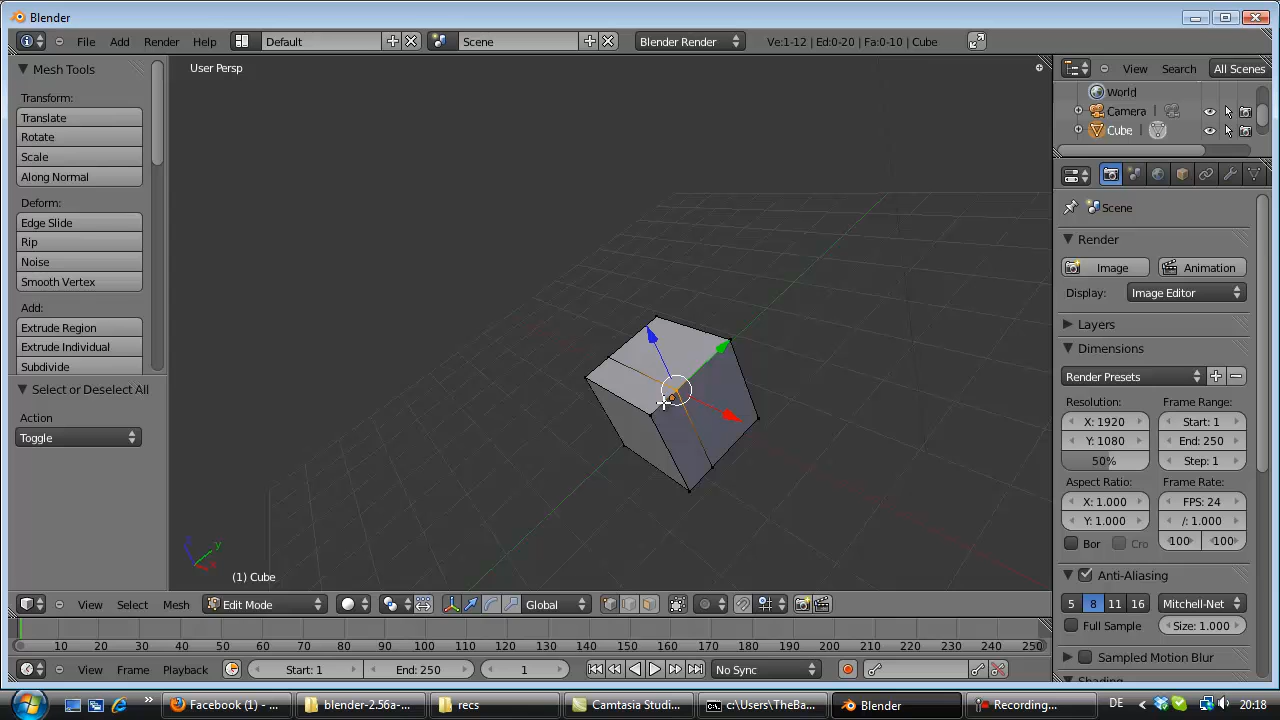 Blender
File Add Render Help Default Scene Blender Render Ve:1-12 | Ed:0-20 | Fa:0-10 | Cube
View Search All Scenes
World
Camera
Cube
Mesh Tools
Transform:
Translate
Rotate
Scale
Along Normal
Deform:
Edge Slide
Rip
Noise
Smooth Vertex
Add:
Extrude Region
Extrude Individual
Subdivide
Select or Deselect All
Action
Toggle
User Persp
z y x
(1) Cube
View Select Mesh Edit Mode Global
Scene
Render
Image Animation
Display: Image Editor
Layers
Dimensions
Render Presets
Resolution: Frame Range:
X: 1920 Start: 1
Y: 1080 End: 250
50% Step: 1
Aspect Ratio: Frame Rate:
X: 1.000 FPS: 24
Y: 1.000 /: 1.000
Bor Cro 100 100
Anti-Aliasing
5 8 11 16 Mitchell-Net
Full Sample Size: 1.000
Sampled Motion Blur
Shading
10 20 30 40 50 60 70 80 90 100 110 120 130 140 150 160 170 180 190 200 210 220 230 240 250
View Frame Playback Start: 1 End: 250 1 No Sync
Facebook (1) - ... blender-2.56a-... recs Camtasia Studi... c:\Users\TheBa... Blender Recording... DE 20:18